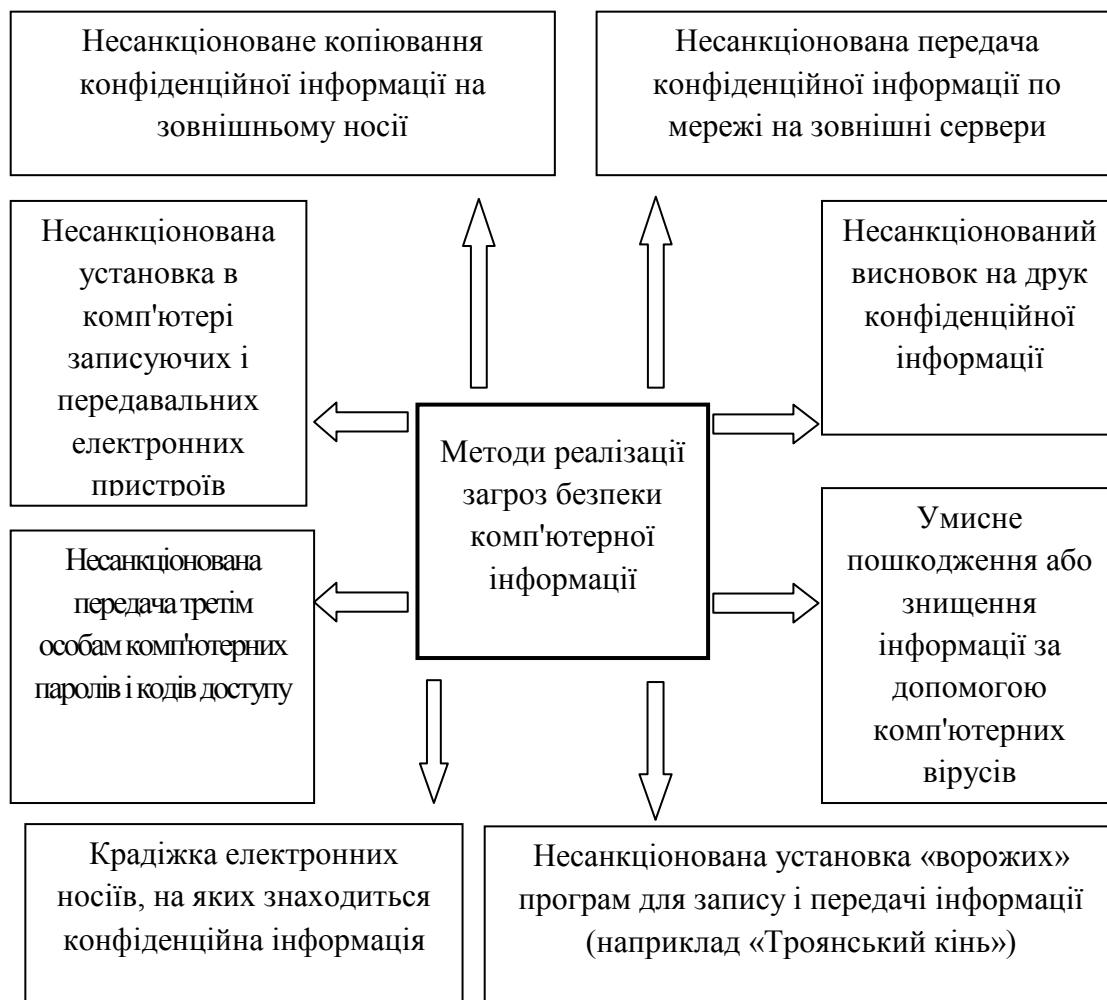 Несанкціоноване копіювання
конфіденційної інформації на
зовнішньому носії
Несанкціонована передача
конфіденційної інформації по
мережі на зовнішні сервери
Несанкціонована
установка в
комп'ютері
записуючих і
передавальних
електронних
пристроїв
Несанкціонований
висновок на друк
конфіденційної
інформації
Методи реалізації
загроз безпеки
комп'ютерної
інформації
Несанкціонована
передача третім
особам комп'ютерних
паролів і кодів доступу
Умисне
пошкодження або
знищення
інформації за
допомогою
комп'ютерних
вірусів
Крадіжка електронних
носіїв, на яких знаходиться
конфіденційна інформація
Несанкціонована установка «ворожих»
програм для запису і передачі інформації
(наприклад «Троянський кінь»)